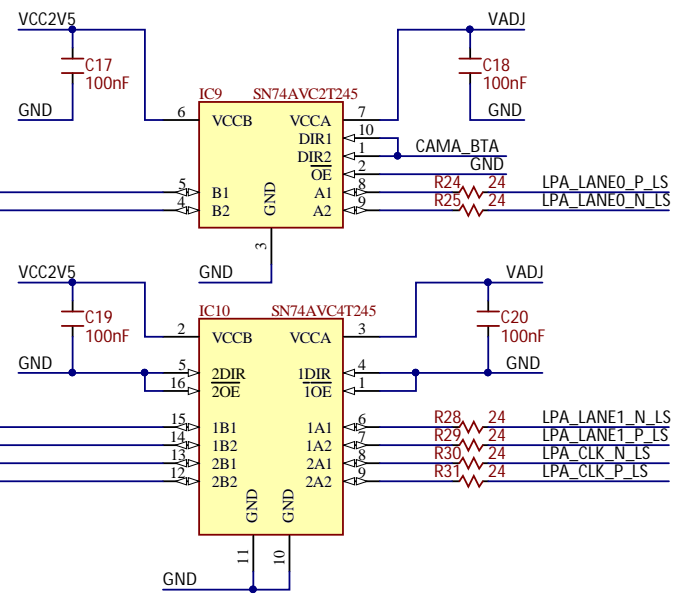 VCC2V5
VADJ
C17
100nF
C18
100nF
GND
GND
IC9 SN74AVC2T245
6 VCCB VCCA 7
DIR1 10
DIR2 1 CAMA_BTA
OE 2 GND
5 B1 A1 8 R24 24 LPA_LANE0_P_LS
4 B2 A2 9 R25 24 LPA_LANE0_N_LS
GND
3
GND
VCC2V5
VADJ
C19
100nF
C20
100nF
IC10 SN74AVC4T245
2 VCCB VCCA 3
GND
GND
5 2DIR 1DIR 4
16 2OE 1OE 1
15 1B1 1A1 6 R28 24 LPA_LANE1_N_LS
14 1B2 1A2 7 R29 24 LPA_LANE1_P_LS
13 2B1 2A1 8 R30 24 LPA_CLK_N_LS
12 2B2 2A2 9 R31 24 LPA_CLK_P_LS
GND GND
11 10
GND